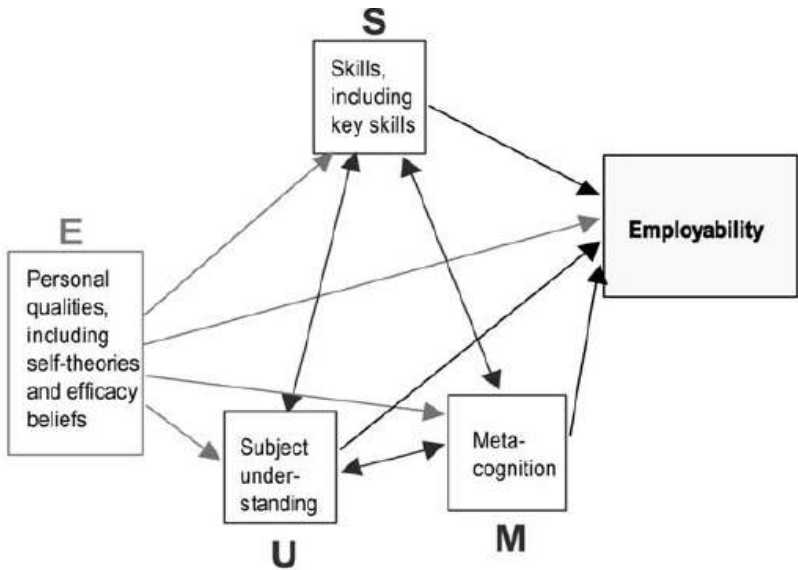 S
Skills,
including
key skills
E
Personal
qualities,
including
self-theories
and efficacy
beliefs
Employability
Subject
under-
standing
U
Meta-
cognition
M